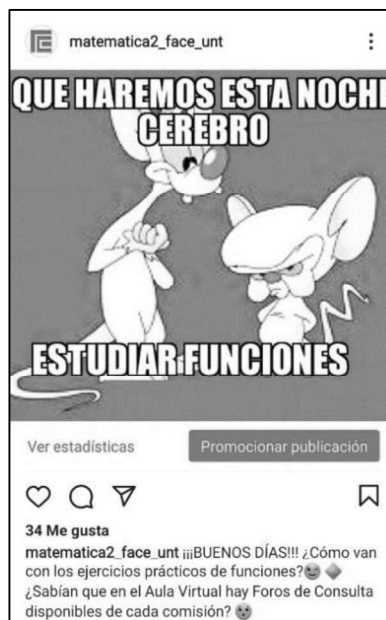 matematica2_face_unt
QUE HAREMOS ESTA NOCHE
CEREBRO
ESTUDIAR FUNCIONES
Ver estadísticas
Promocionar publicación
34 Me gusta
matematica2_face_unt ¡¡¡BUENOS DÍAS!!! ¿Cómo van
con los ejercicios prácticos de funciones?😉 🔶
¿Sabían que en el Aula Virtual hay Foros de Consulta
disponibles de cada comisión? 😯